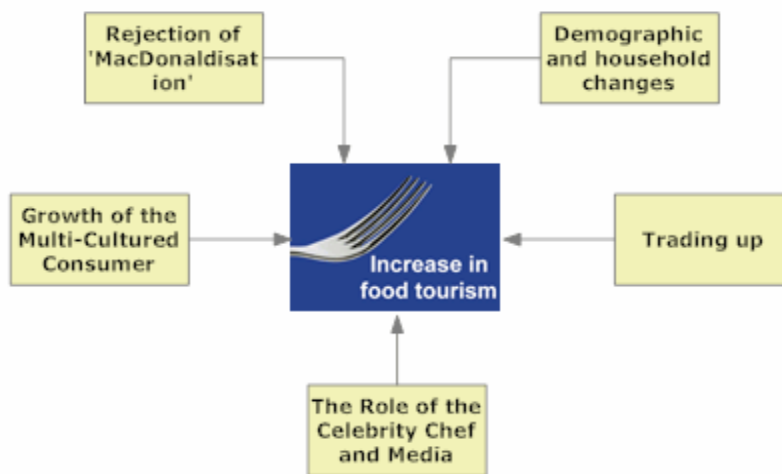 Rejection of
'MacDonaldisat
ion'
Demographic
and household
changes
Growth of the
Multi-Cultured
Consumer
Increase in
food tourism
Trading up
The Role of the
Celebrity Chef
and Media